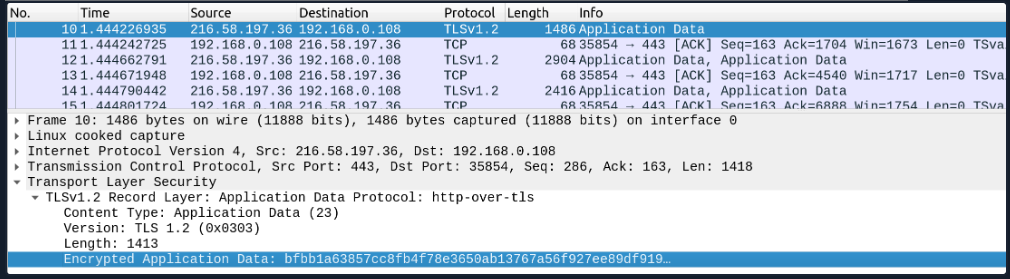 No. Time Source Destination Protocol Length Info
10 1.444226935 216.58.197.36 192.168.0.108 TLSv1.2 1486 Application Data
11 1.444242725 192.168.0.108 216.58.197.36 TCP 68 35854 → 443 [ACK] Seq=163 Ack=1704 Win=1673 Len=0 TSva
12 1.444662791 216.58.197.36 192.168.0.108 TLSv1.2 2904 Application Data, Application Data
13 1.444671948 192.168.0.108 216.58.197.36 TCP 68 35854 → 443 [ACK] Seq=163 Ack=4540 Win=1717 Len=0 TSva
14 1.444790442 216.58.197.36 192.168.0.108 TLSv1.2 2416 Application Data, Application Data
15 1.444801724 192.168.0.108 216.58.197.36 TCP 68 35854 → 443 [ACK] Seq=163 Ack=6888 Win=1754 Len=0 TSva
Frame 10: 1486 bytes on wire (11888 bits), 1486 bytes captured (11888 bits) on interface 0
Linux cooked capture
Internet Protocol Version 4, Src: 216.58.197.36, Dst: 192.168.0.108
Transmission Control Protocol, Src Port: 443, Dst Port: 35854, Seq: 286, Ack: 163, Len: 1418
Transport Layer Security
TLSv1.2 Record Layer: Application Data Protocol: http-over-tls
Content Type: Application Data (23)
Version: TLS 1.2 (0x0303)
Length: 1413
Encrypted Application Data: bfbb1a63857cc8fb4f78e3650ab13767a56f927ee89df919…